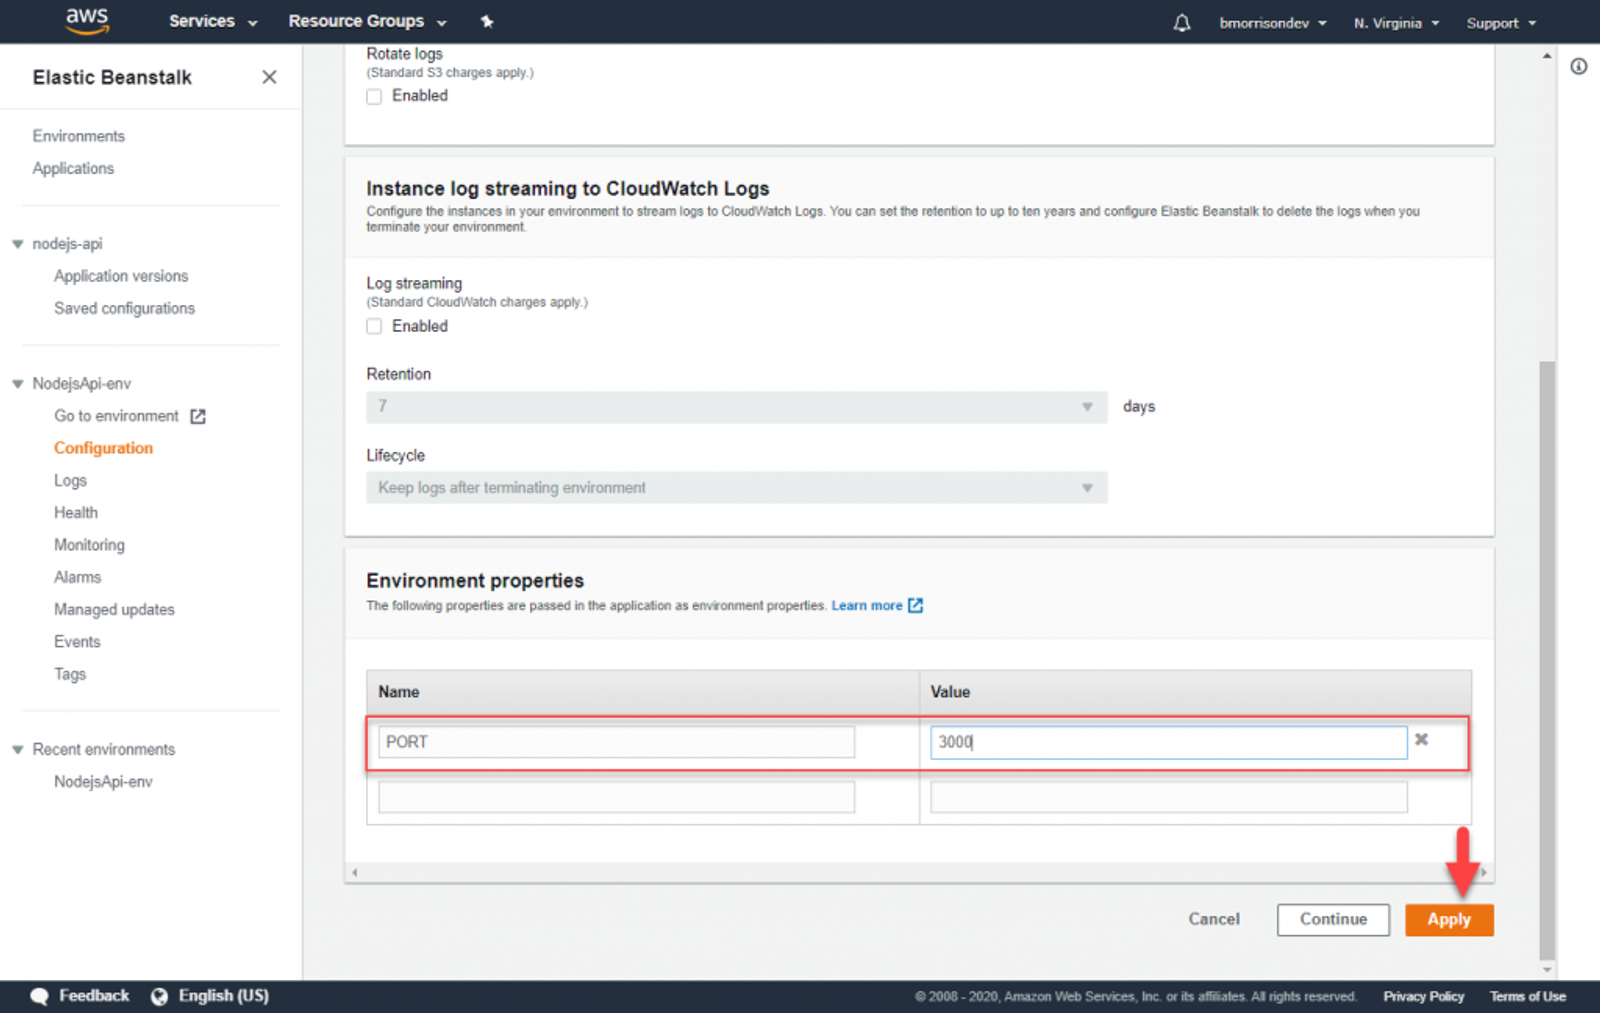 aws
Services
Resource Groups
bmorrisondev
N. Virginia
Support
Elastic Beanstalk
Environments
Applications
nodejs-api
Application versions
Saved configurations
NodejsApi-env
Go to environment
Configuration
Logs
Health
Monitoring
Alarms
Managed updates
Events
Tags
Recent environments
NodejsApi-env
Rotate logs
(Standard S3 charges apply.)
Enabled
Instance log streaming to CloudWatch Logs
Configure the instances in your environment to stream logs to CloudWatch Logs. You can set the retention to up to ten years and configure Elastic Beanstalk to delete the logs when you
terminate your environment.
Log streaming
(Standard CloudWatch charges apply.)
Enabled
Retention
7 days
Lifecycle
Keep logs after terminating environment
Environment properties
The following properties are passed in the application as environment properties. Learn more
Name Value
PORT 3000
Cancel Continue Apply
Feedback English (US) © 2008 - 2020, Amazon Web Services, Inc. or its affiliates. All rights reserved. Privacy Policy Terms of Use